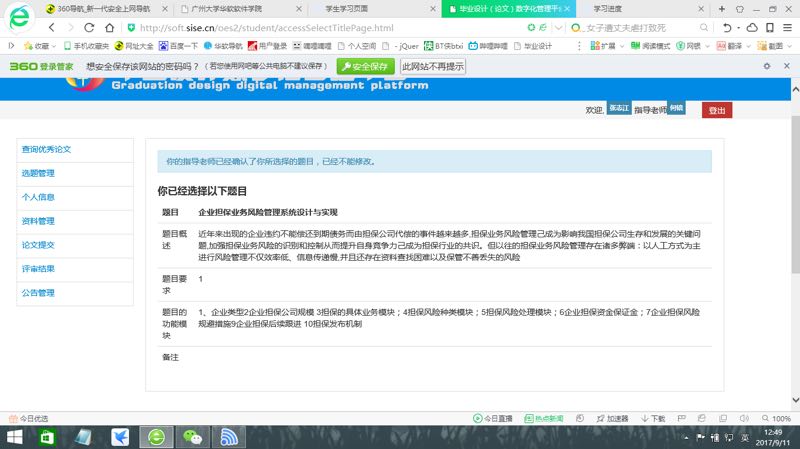 360导航_新一代安全上网导航
广州大学华软软件学院
学生学习页面
毕业设计（论文）数字化管理平台
学习进度
http://soft.sise.cn/oes2/student/accessSelectTitlePage.html
_女子遭丈夫虐打致死
收藏 手机收藏夹 网址大全 百度一下 华软导航 用户登录 嘀哩嘀哩 个人空间 - jQuer BT快btxi 哔哩哔哩 毕业设计 扩展 阅读模式 网银 翻译 截图
360 登录管家 想安全保存该网站的密码吗？ （若您使用网吧等公共电脑不建议保存） 安全保存 此网站不再提示
Graduation design digital management platform
欢迎, 张志江 指导老师 何镜 登出
查询优秀论文
选题管理
个人信息
资料管理
论文提交
评审结果
公告管理
你的指导老师已经确认了你所选择的题目，已经不能修改。
你已经选择以下题目
题目 企业担保业务风险管理系统设计与实现
题目概述 近年来出现的企业违约不能偿还到期债务而由担保公司代偿的事件越来越多,担保业务风险管理己成为影响我国担保公司生存和发展的关键问
题,加强担保业务风险的识别和控制从而提升自身竞争力己成为担保行业的共识。但以往的担保业务风险管理存在诸多弊端：以人工方式为主
进行风险管理不仅效率低、信息传递慢,并且还存在资料查找困难以及保管不善丢失的风险
题目要求 1
题目的功能模块 1、企业类型2企业担保公司规模 3担保的具体业务模块；4担保风险种类模块；5担保风险处理模块；6企业担保资金保证金；7企业担保风险
规避措施9企业担保后续跟进 10担保发布机制
备注
今日优选 今日直播 热点新闻 加速器 下载 100%
英 12:49
2017/9/11